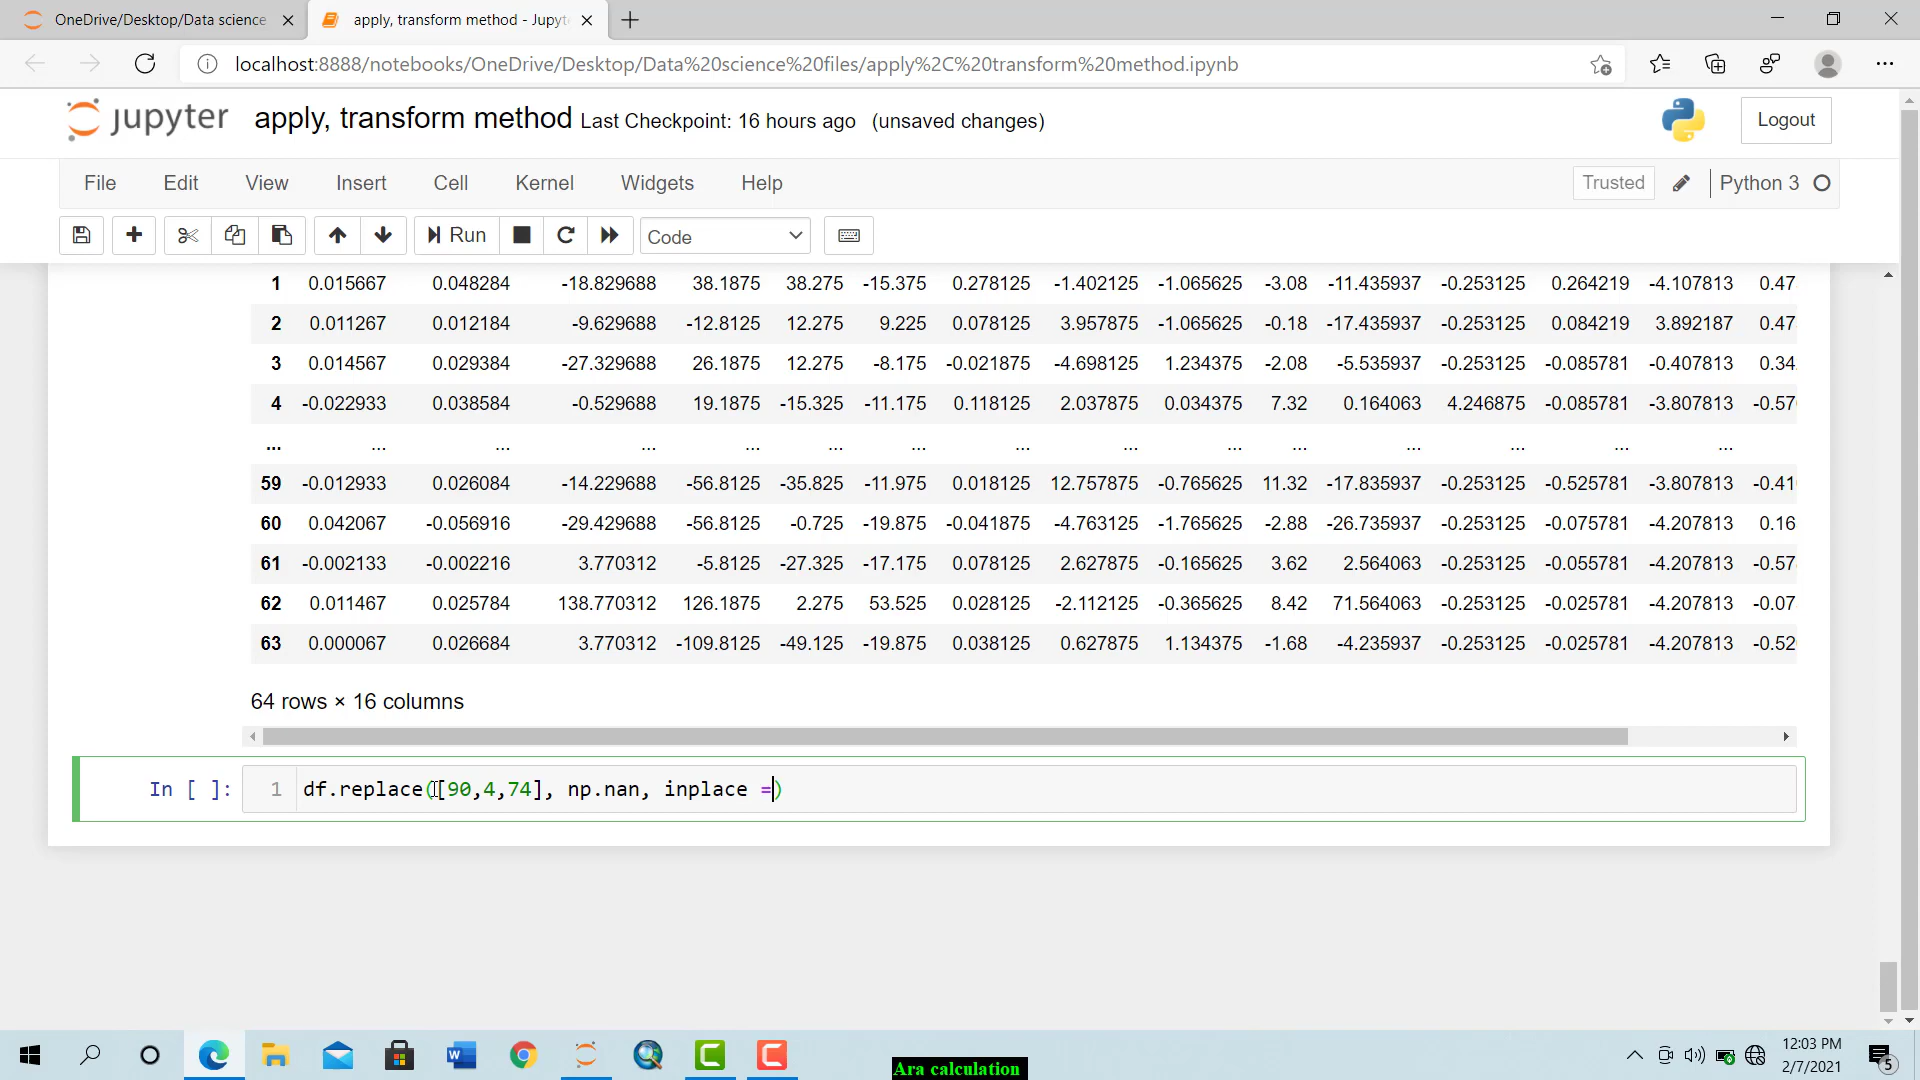 OneDrive/Desktop/Data science
apply, transform method - Jupyt
localhost:8888/notebooks/OneDrive/Desktop/Data%20science%20files/apply%2C%20transform%20method.ipynb
jupyter apply, transform method Last Checkpoint: 16 hours ago (unsaved changes) Logout
File Edit View Insert Cell Kernel Widgets Help Trusted Python 3
Run Code
1 0.015667 0.048284 -18.829688 38.1875 38.275 -15.375 0.278125 -1.402125 -1.065625 -3.08 -11.435937 -0.253125 0.264219 -4.107813 0.47
2 0.011267 0.012184 -9.629688 -12.8125 12.275 9.225 0.078125 3.957875 -1.065625 -0.18 -17.435937 -0.253125 0.084219 3.892187 0.47
3 0.014567 0.029384 -27.329688 26.1875 12.275 -8.175 -0.021875 -4.698125 1.234375 -2.08 -5.535937 -0.253125 -0.085781 -0.407813 0.34
4 -0.022933 0.038584 -0.529688 19.1875 -15.325 -11.175 0.118125 2.037875 0.034375 7.32 0.164063 4.246875 -0.085781 -3.807813 -0.57
... ... ... ... ... ... ... ... ... ... ... ... ... ... ...
59 -0.012933 0.026084 -14.229688 -56.8125 -35.825 -11.975 0.018125 12.757875 -0.765625 11.32 -17.835937 -0.253125 -0.525781 -3.807813 -0.41
60 0.042067 -0.056916 -29.429688 -56.8125 -0.725 -19.875 -0.041875 -4.763125 -1.765625 -2.88 -26.735937 -0.253125 -0.075781 -4.207813 0.16
61 -0.002133 -0.002216 3.770312 -5.8125 -27.325 -17.175 0.078125 2.627875 -0.165625 3.62 2.564063 -0.253125 -0.055781 -4.207813 -0.57
62 0.011467 0.025784 138.770312 126.1875 2.275 53.525 0.028125 -2.112125 -0.365625 8.42 71.564063 -0.253125 -0.025781 -4.207813 -0.07
63 0.000067 0.026684 3.770312 -109.8125 -49.125 -19.875 0.038125 0.627875 1.134375 -1.68 -4.235937 -0.253125 -0.025781 -4.207813 -0.52
64 rows × 16 columns
In [ ]: 1 df.replace([90,4,74], np.nan, inplace =)
12:03 PM
2/7/2021
5
Ara calculation